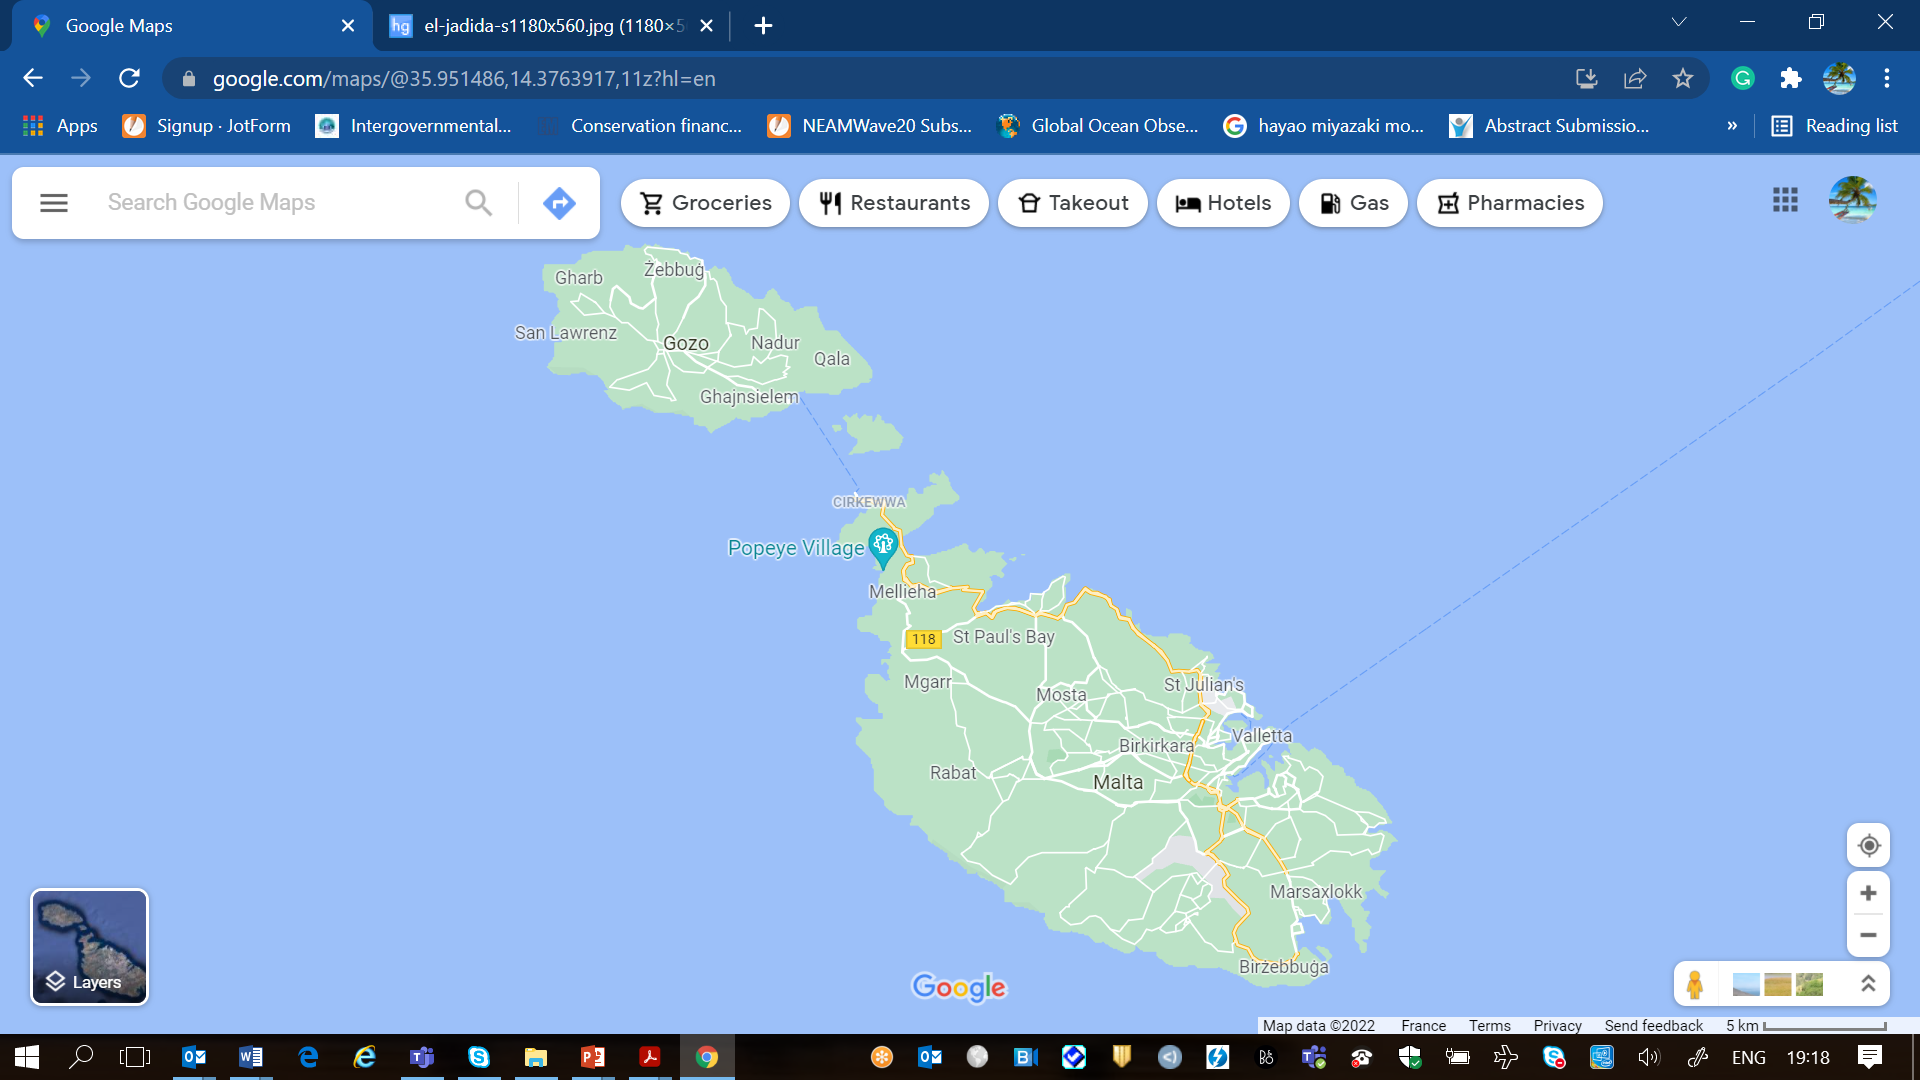 Google Maps
el-jadida-s1180x560.jpg (1180×5
google.com/maps/@35.951486,14.3763917,11z?hl=en
Apps
Signup · JotForm
Intergovernmental...
Conservation financ...
NEAMWave20 Subs...
Global Ocean Obse...
hayao miyazaki mo...
Abstract Submissio...
»
Reading list
Search Google Maps
Groceries
Restaurants
Takeout
Hotels
Gas
Pharmacies
Żebbuġ
Gharb
San Lawrenz
Gozo
Nadur
Qala
Ghajnsielem
CIRKEWWA
Popeye Village
Mellieha
118
St Paul's Bay
Mgarr
St Julian's
Mosta
Valletta
Birkirkara
Rabat
Malta
Marsaxlokk
Birżebbuġa
Layers
Google
Map data ©2022
France
Terms
Privacy
Send feedback
5 km
ENG
19:18